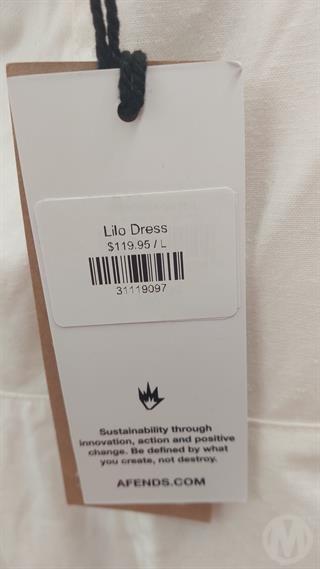 Lilo Dress
$119.95 / L
31119097
Sustainability through
innovation, action and positive
change. Be defined by what
you create, not destroy.
AFENDS.COM
M